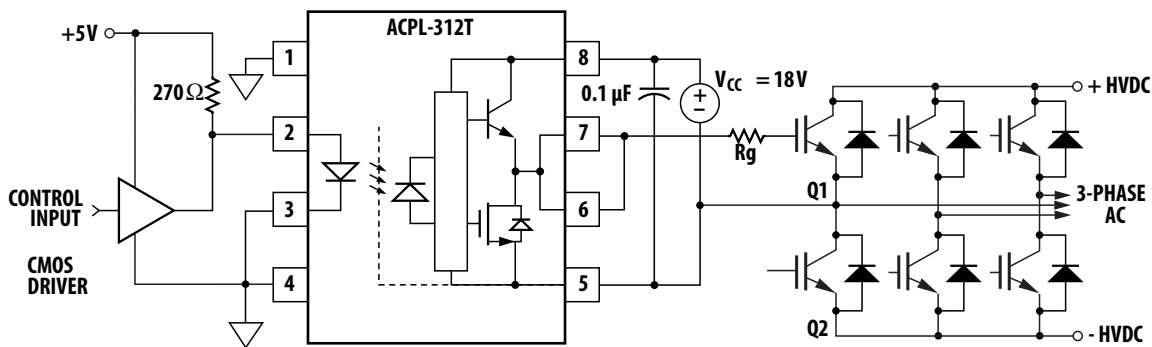 ACPL-312T
+5V
1
8
270 Ω
0.1 µF
VCC = 18V
+ HVDC
2
7
Rg
CONTROL
INPUT
3
6
Q1
3-PHASE
AC
CMOS
DRIVER
4
5
Q2
- HVDC